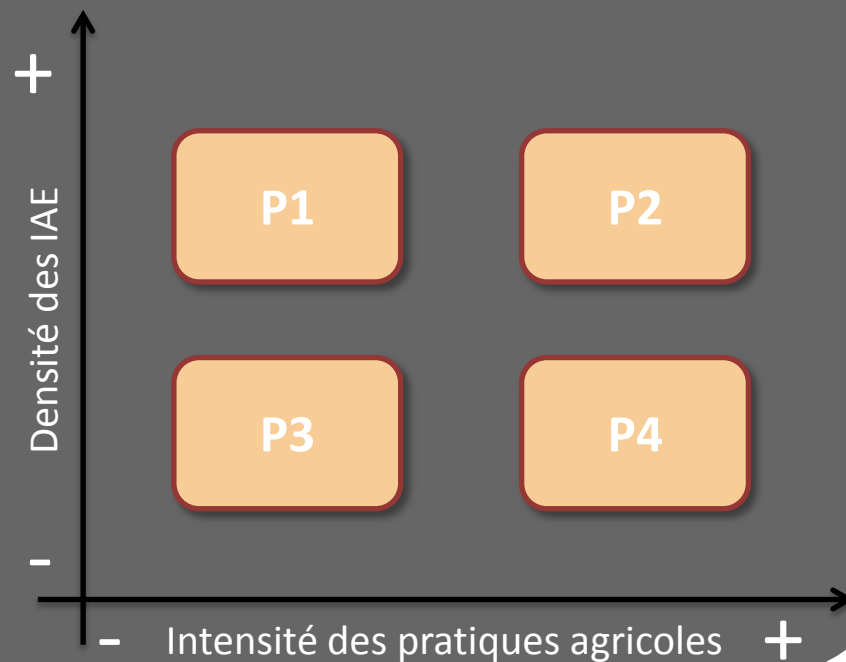 +
Densité des IAE
-
P1
P2
P3
P4
- Intensité des pratiques agricoles +